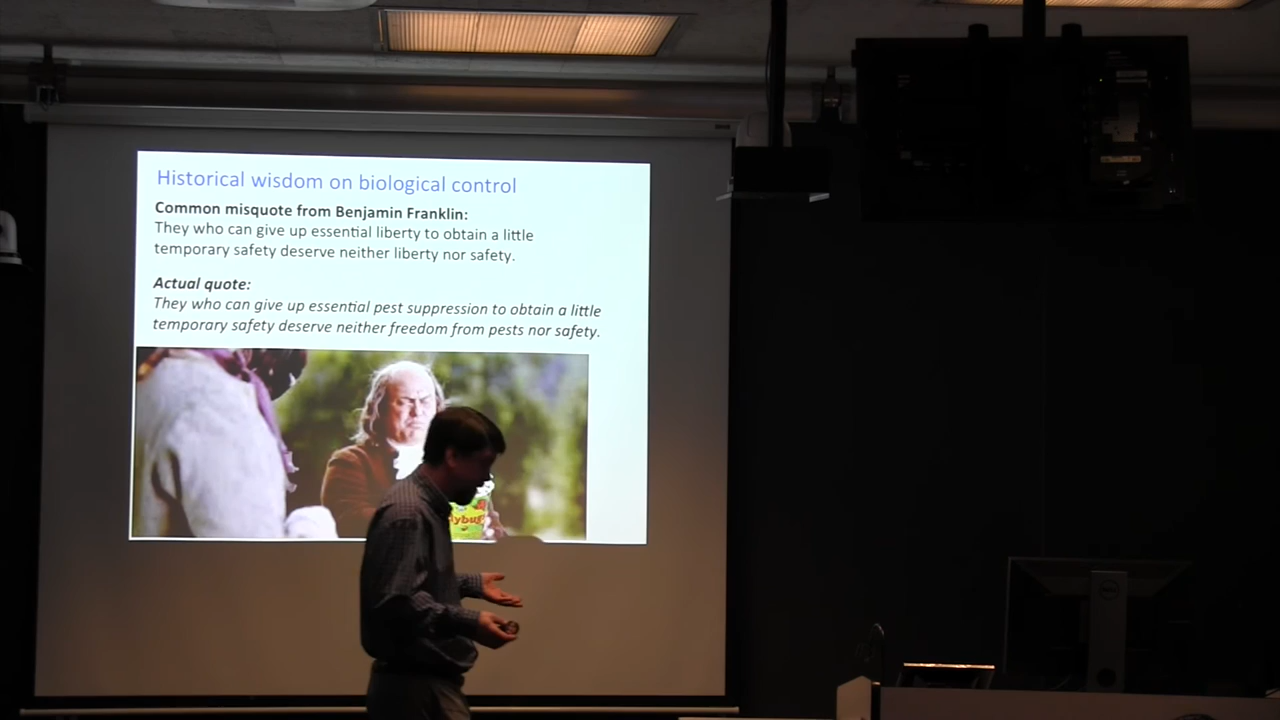 Historical wisdom on biological control
Common misquote from Benjamin Franklin:
They who can give up essential liberty to obtain a little
temporary safety deserve neither liberty nor safety.
Actual quote:
They who can give up essential pest suppression to obtain a little
temporary safety deserve neither freedom from pests nor safety.